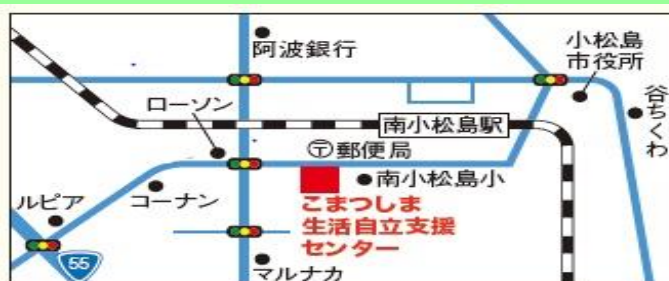 阿波銀行
小松島
市役所
谷ちくわ
ローソン
南小松島駅
〒郵便局
南小松島小
ルピア
コーナン
こまつしま
生活自立支援
センター
55
マルナカ